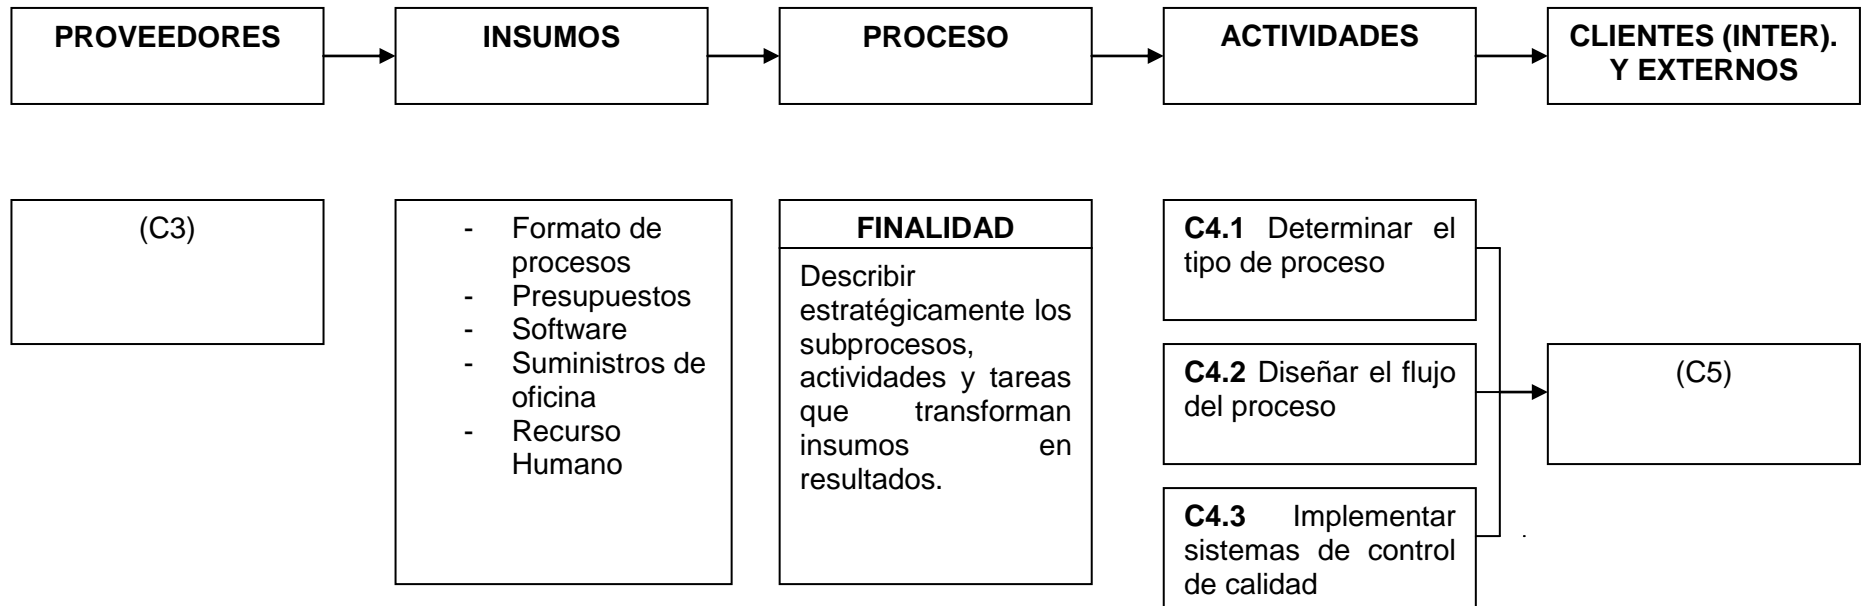 PROVEEDORES
INSUMOS
PROCESO
ACTIVIDADES
CLIENTES (INTER).
Y EXTERNOS
(C3)
- Formato de
procesos
- Presupuestos
- Software
- Suministros de
oficina
- Recurso
Humano
FINALIDAD
Describir
estratégicamente los
subprocesos,
actividades y tareas
que transforman
insumos en
resultados.
C4.1 Determinar el
tipo de proceso
C4.2 Diseñar el flujo
del proceso
C4.3 Implementar
sistemas de control
de calidad
(C5)